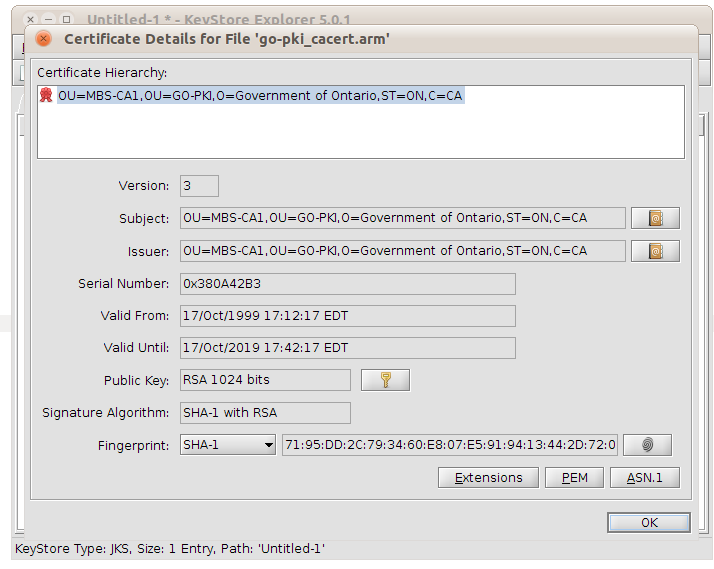 Untitled-1 * - KeyStore Explorer 5.0.1
Certificate Details for File 'go-pki_cacert.arm'
Certificate Hierarchy:
OU=MBS-CA1,OU=GO-PKI,O=Government of Ontario,ST=ON,C=CA
Version: 3
Subject: OU=MBS-CA1,OU=GO-PKI,O=Government of Ontario,ST=ON,C=CA
Issuer: OU=MBS-CA1,OU=GO-PKI,O=Government of Ontario,ST=ON,C=CA
Serial Number: 0x380A42B3
Valid From: 17/Oct/1999 17:12:17 EDT
Valid Until: 17/Oct/2019 17:42:17 EDT
Public Key: RSA 1024 bits
Signature Algorithm: SHA-1 with RSA
Fingerprint: SHA-1 71:95:DD:2C:79:34:60:E8:07:E5:91:94:13:44:2D:72:0
Extensions PEM ASN.1
OK
KeyStore Type: JKS, Size: 1 Entry, Path: 'Untitled-1'